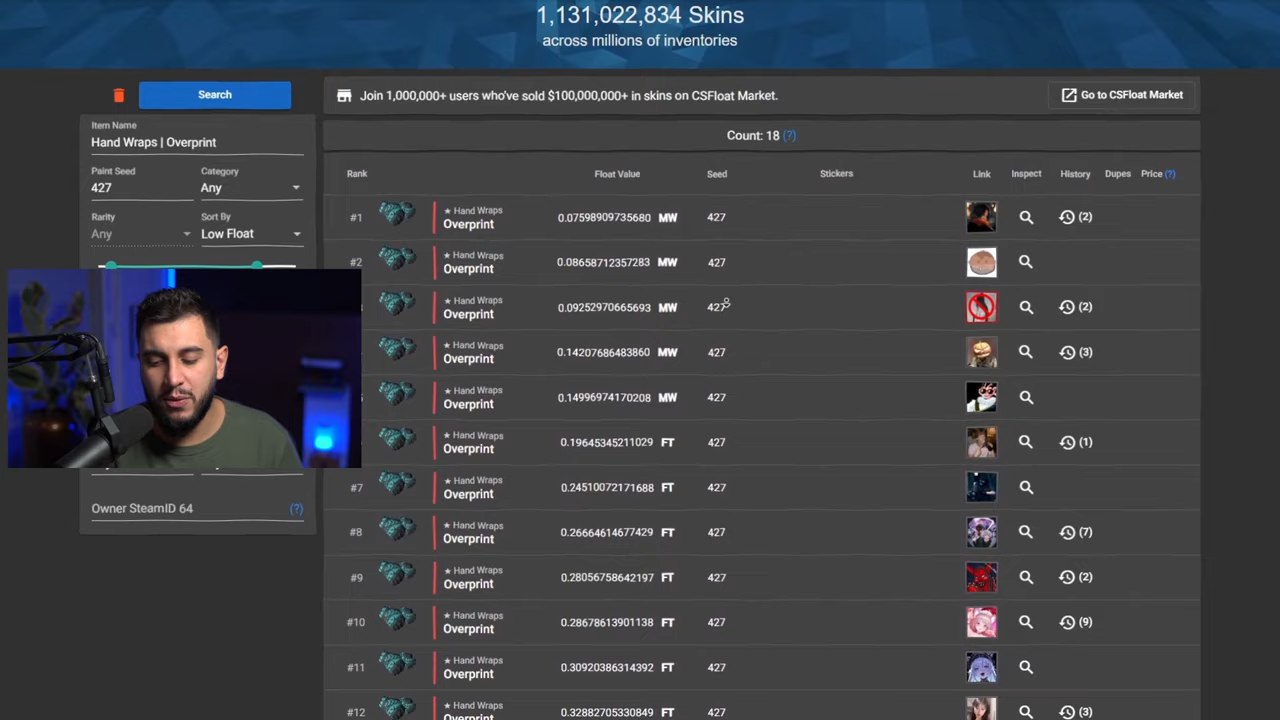 1,131,022,834 Skins
across millions of inventories
Search
Join 1,000,000+ users who've sold $100,000,000+ in skins on CSFloat Market.
Go to CSFloat Market
Item Name
Hand Wraps | Overprint
Paint Seed
Category
427
Any
Rarity
Sort By
Any
Low Float
Owner SteamID 64 (?)
Count: 18 (?)
Rank Float Value Seed Stickers Link Inspect History Dupes Price (?)
#1 ★ Hand Wraps
Overprint 0.07598909735680 MW 427 (2)
#2 ★ Hand Wraps
Overprint 0.08658712357283 MW 427
★ Hand Wraps
Overprint 0.09252970665693 MW 427 (2)
★ Hand Wraps
Overprint 0.14207686483860 MW 427 (3)
★ Hand Wraps
Overprint 0.14996974170208 MW 427
★ Hand Wraps
Overprint 0.19645345211029 FT 427 (1)
#7 ★ Hand Wraps
Overprint 0.24510072171688 FT 427
#8 ★ Hand Wraps
Overprint 0.26664614677429 FT 427 (7)
#9 ★ Hand Wraps
Overprint 0.28056758642197 FT 427 (2)
#10 ★ Hand Wraps
Overprint 0.28678613901138 FT 427 (9)
#11 ★ Hand Wraps
Overprint 0.30920386314392 FT 427
#12 ★ Hand Wraps
Overprint 0.32882705330849 FT 427 (3)